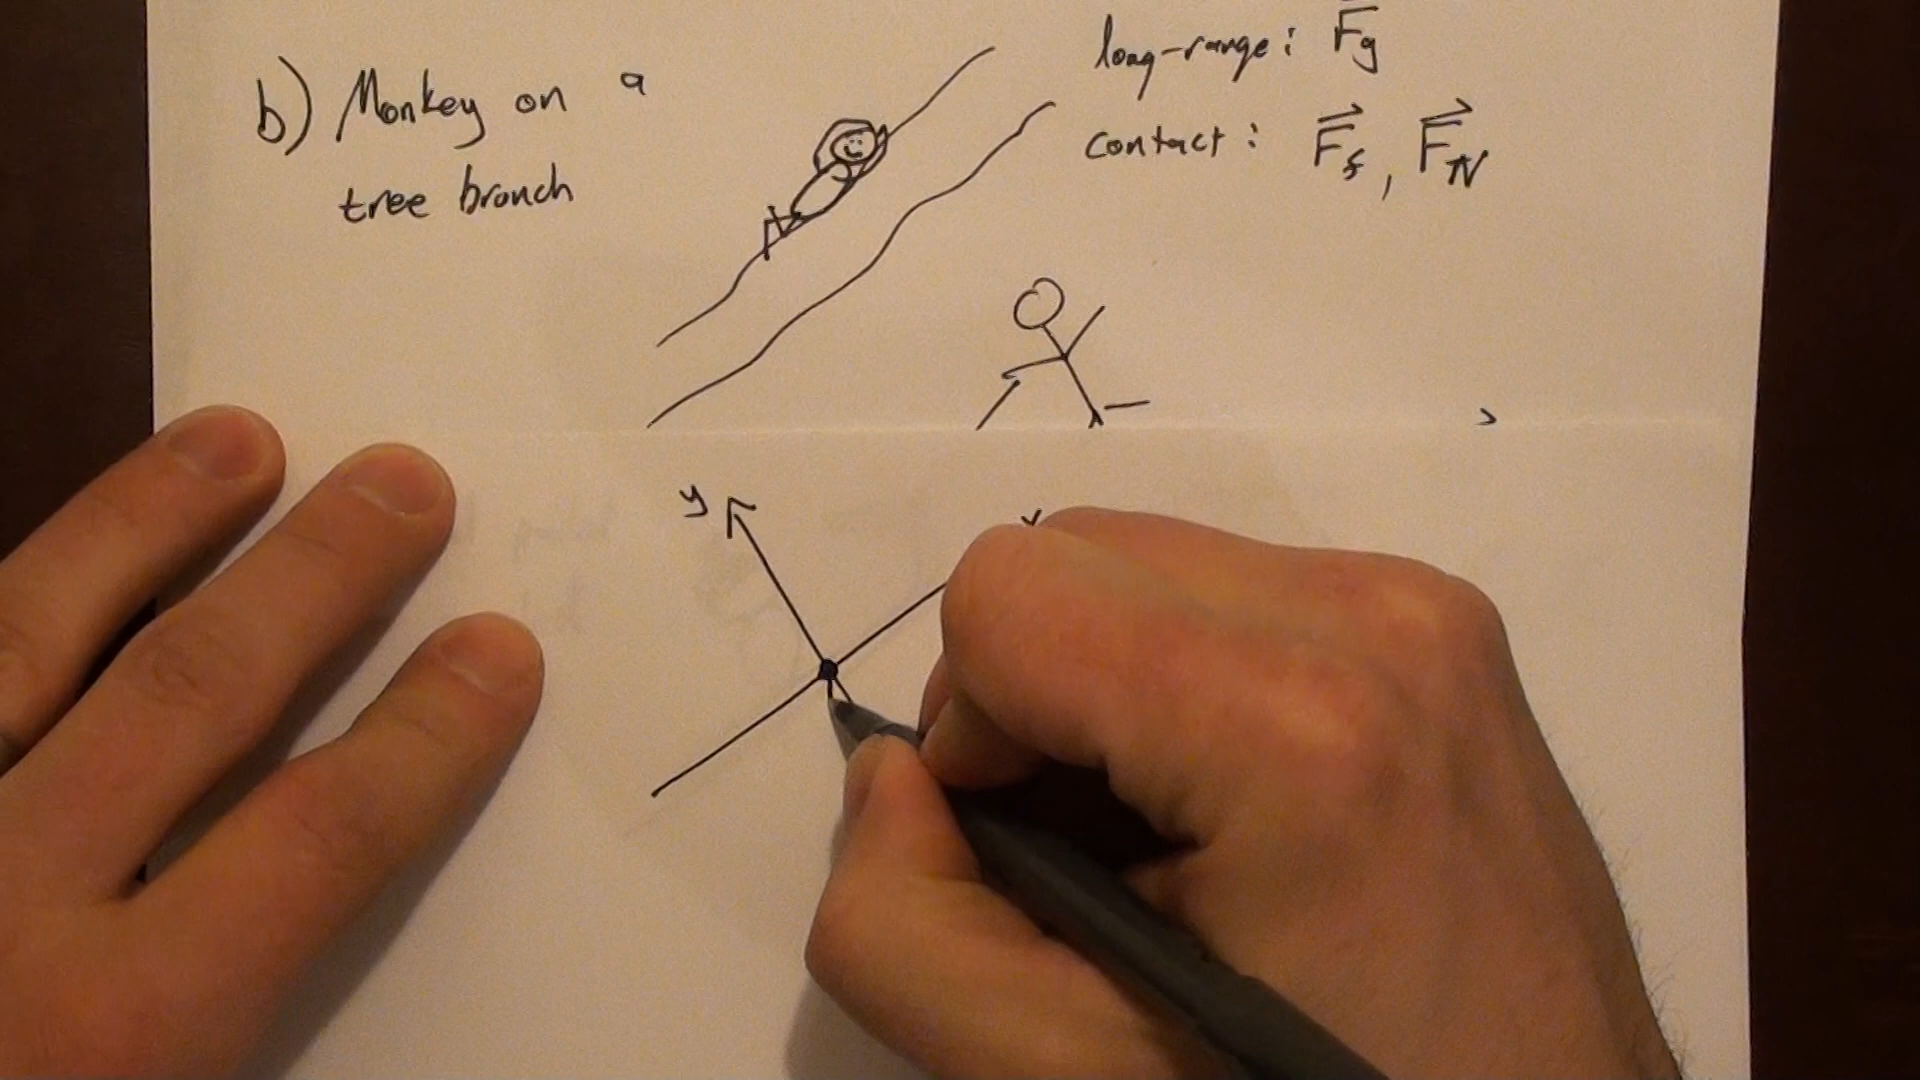 b) Monkey on a
tree branch
long-range: F⃗g
contact: F⃗f, F⃗N
y
x